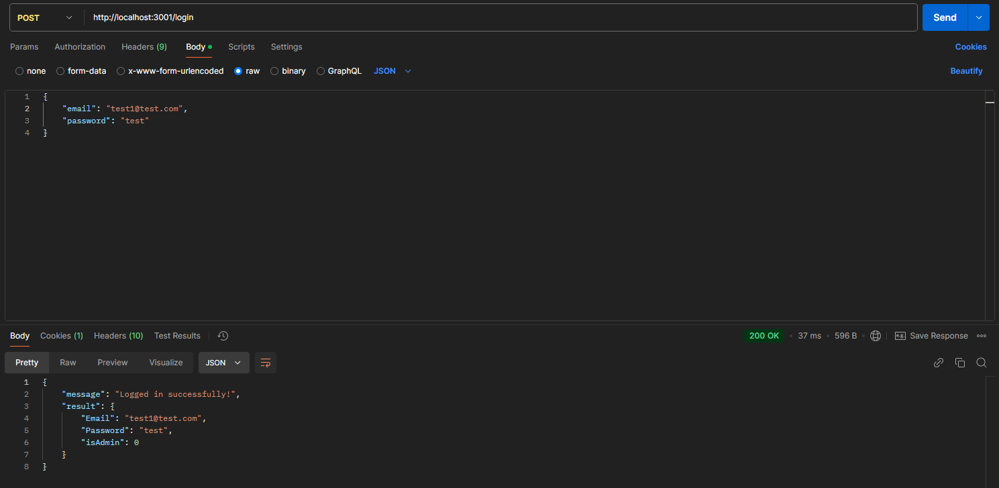 POST http://localhost:3001/login Send
Params Authorization Headers (9) Body Scripts Settings Cookies
none form-data x-www-form-urlencoded raw binary GraphQL JSON Beautify
1 {
2 "email": "test1@test.com",
3 "password": "test"
4 }
Body Cookies (1) Headers (10) Test Results 200 OK • 37 ms • 596 B • e.g. Save Response
Pretty Raw Preview Visualize JSON
1 {
2 "message": "Logged in successfully!",
3 "result": {
4 "Email": "test1@test.com",
5 "Password": "test",
6 "isAdmin": 0
7 }
8 }